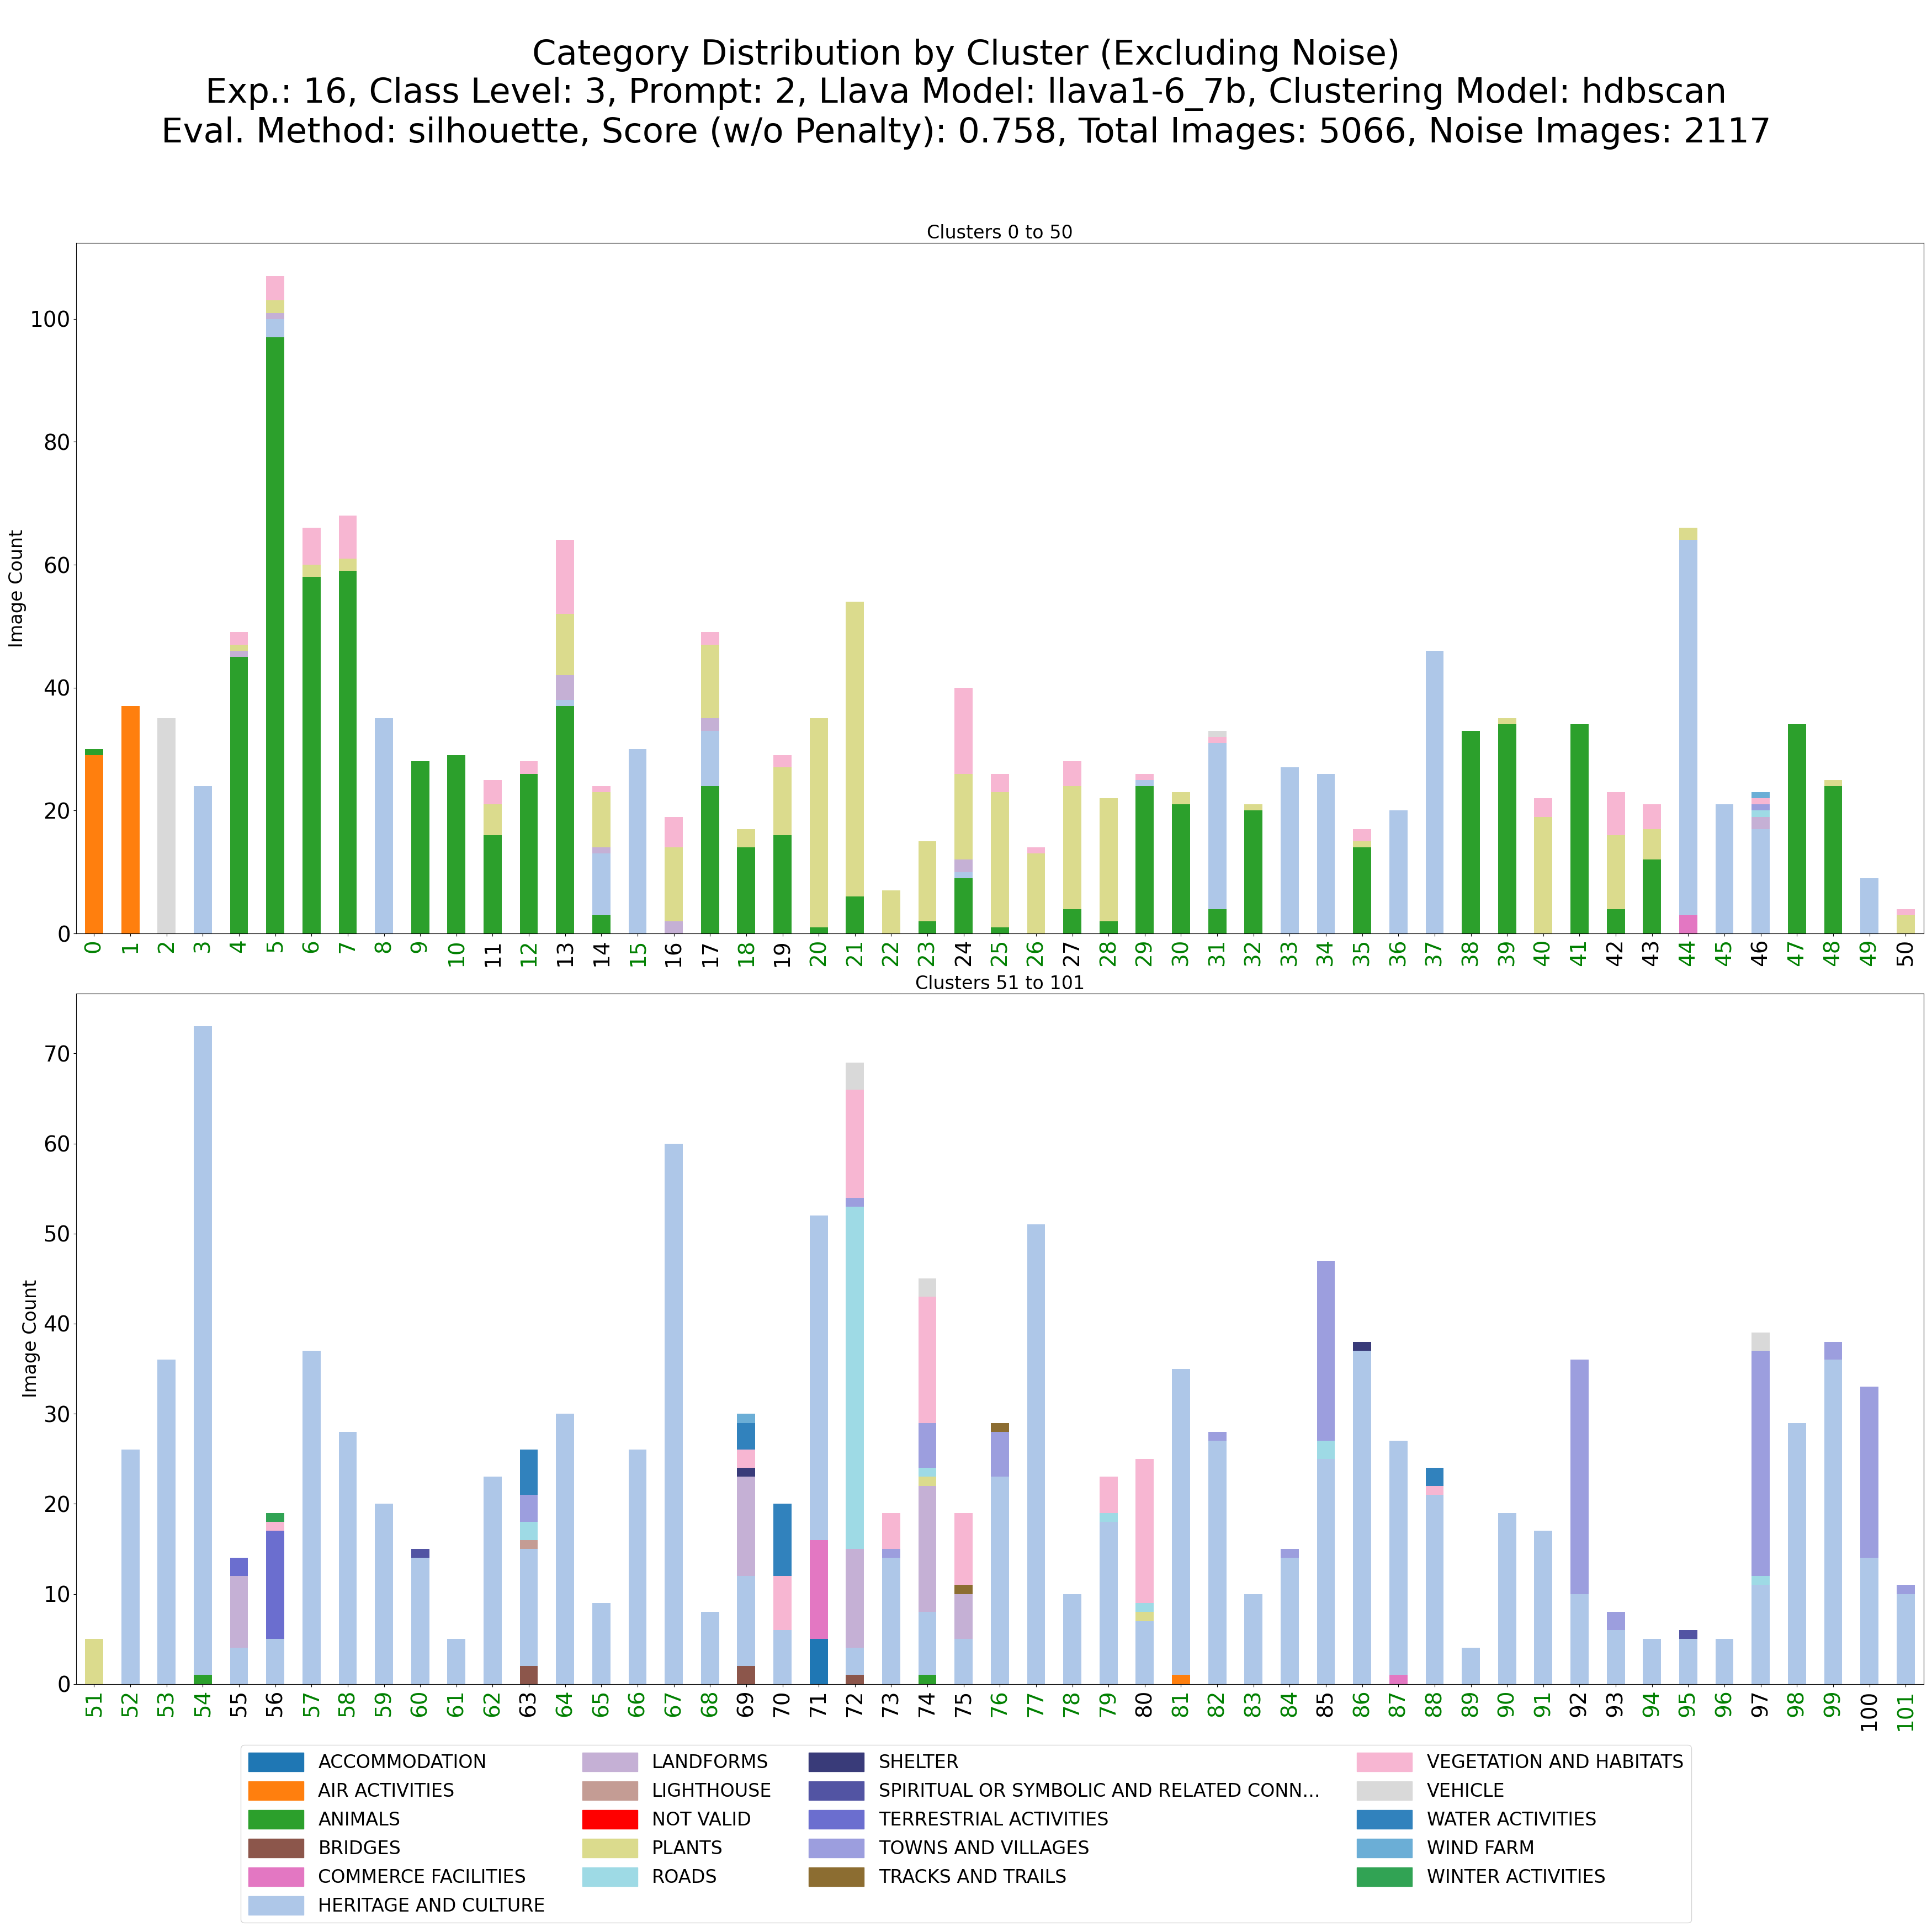 Category Distribution by Cluster (Excluding Noise)
Exp.: 16, Class Level: 3, Prompt: 2, Llava Model: llava1-6_7b, Clustering Model: hdbscan
Eval. Method: silhouette, Score (w/o Penalty): 0.758, Total Images: 5066, Noise Images: 2117
Clusters 0 to 50
Image Count
100
80
60
40
20
0
0 1 2 3 4 5 6 7 8 9 10 11 12 13 14 15 16 17 18 19 20 21 22 23 24 25 26 27 28 29 30 31 32 33 34 35 36 37 38 39 40 41 42 43 44 45 46 47 48 49 50
Clusters 51 to 101
Image Count
70
60
50
40
30
20
10
0
51 52 53 54 55 56 57 58 59 60 61 62 63 64 65 66 67 68 69 70 71 72 73 74 75 76 77 78 79 80 81 82 83 84 85 86 87 88 89 90 91 92 93 94 95 96 97 98 99 100 101
ACCOMMODATION
AIR ACTIVITIES
ANIMALS
BRIDGES
COMMERCE FACILITIES
HERITAGE AND CULTURE
LANDFORMS
LIGHTHOUSE
NOT VALID
PLANTS
ROADS
SHELTER
SPIRITUAL OR SYMBOLIC AND RELATED CONN...
TERRESTRIAL ACTIVITIES
TOWNS AND VILLAGES
TRACKS AND TRAILS
VEGETATION AND HABITATS
VEHICLE
WATER ACTIVITIES
WIND FARM
WINTER ACTIVITIES